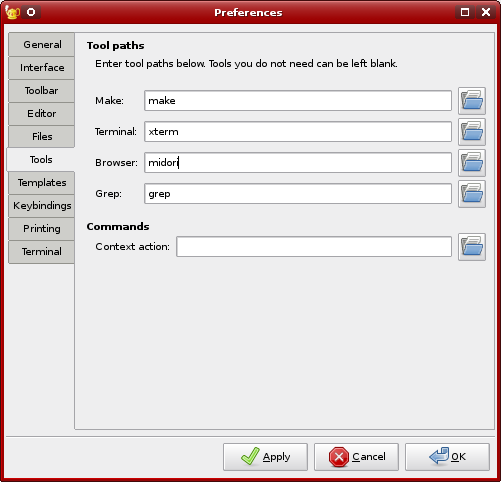 Preferences
General
Interface
Toolbar
Editor
Files
Tools
Templates
Keybindings
Printing
Terminal
Tool paths
Enter tool paths below. Tools you do not need can be left blank.
Make: make
Terminal: xterm
Browser: midori
Grep: grep
Commands
Context action:
Apply Cancel OK